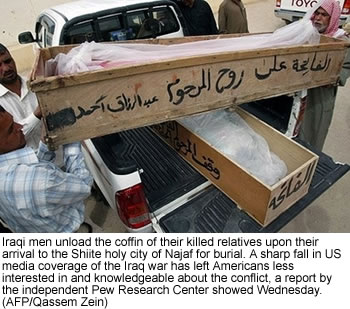 TOYO
الفاتحة على روح المرحوم عبد الرزاق احمد
وقف المرحوم
الفاتحة
Iraqi men unload the coffin of their killed relatives upon their
arrival to the Shiite holy city of Najaf for burial. A sharp fall in US
media coverage of the Iraq war has left Americans less
interested in and knowledgeable about the conflict, a report by
the independent Pew Research Center showed Wednesday.
(AFP/Qassem Zein)